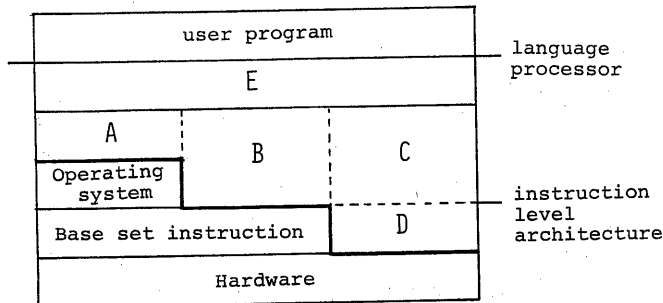 user program
language
processor
E
A
B
C
Operating
system
instruction
level
architecture
Base set instruction
D
Hardware